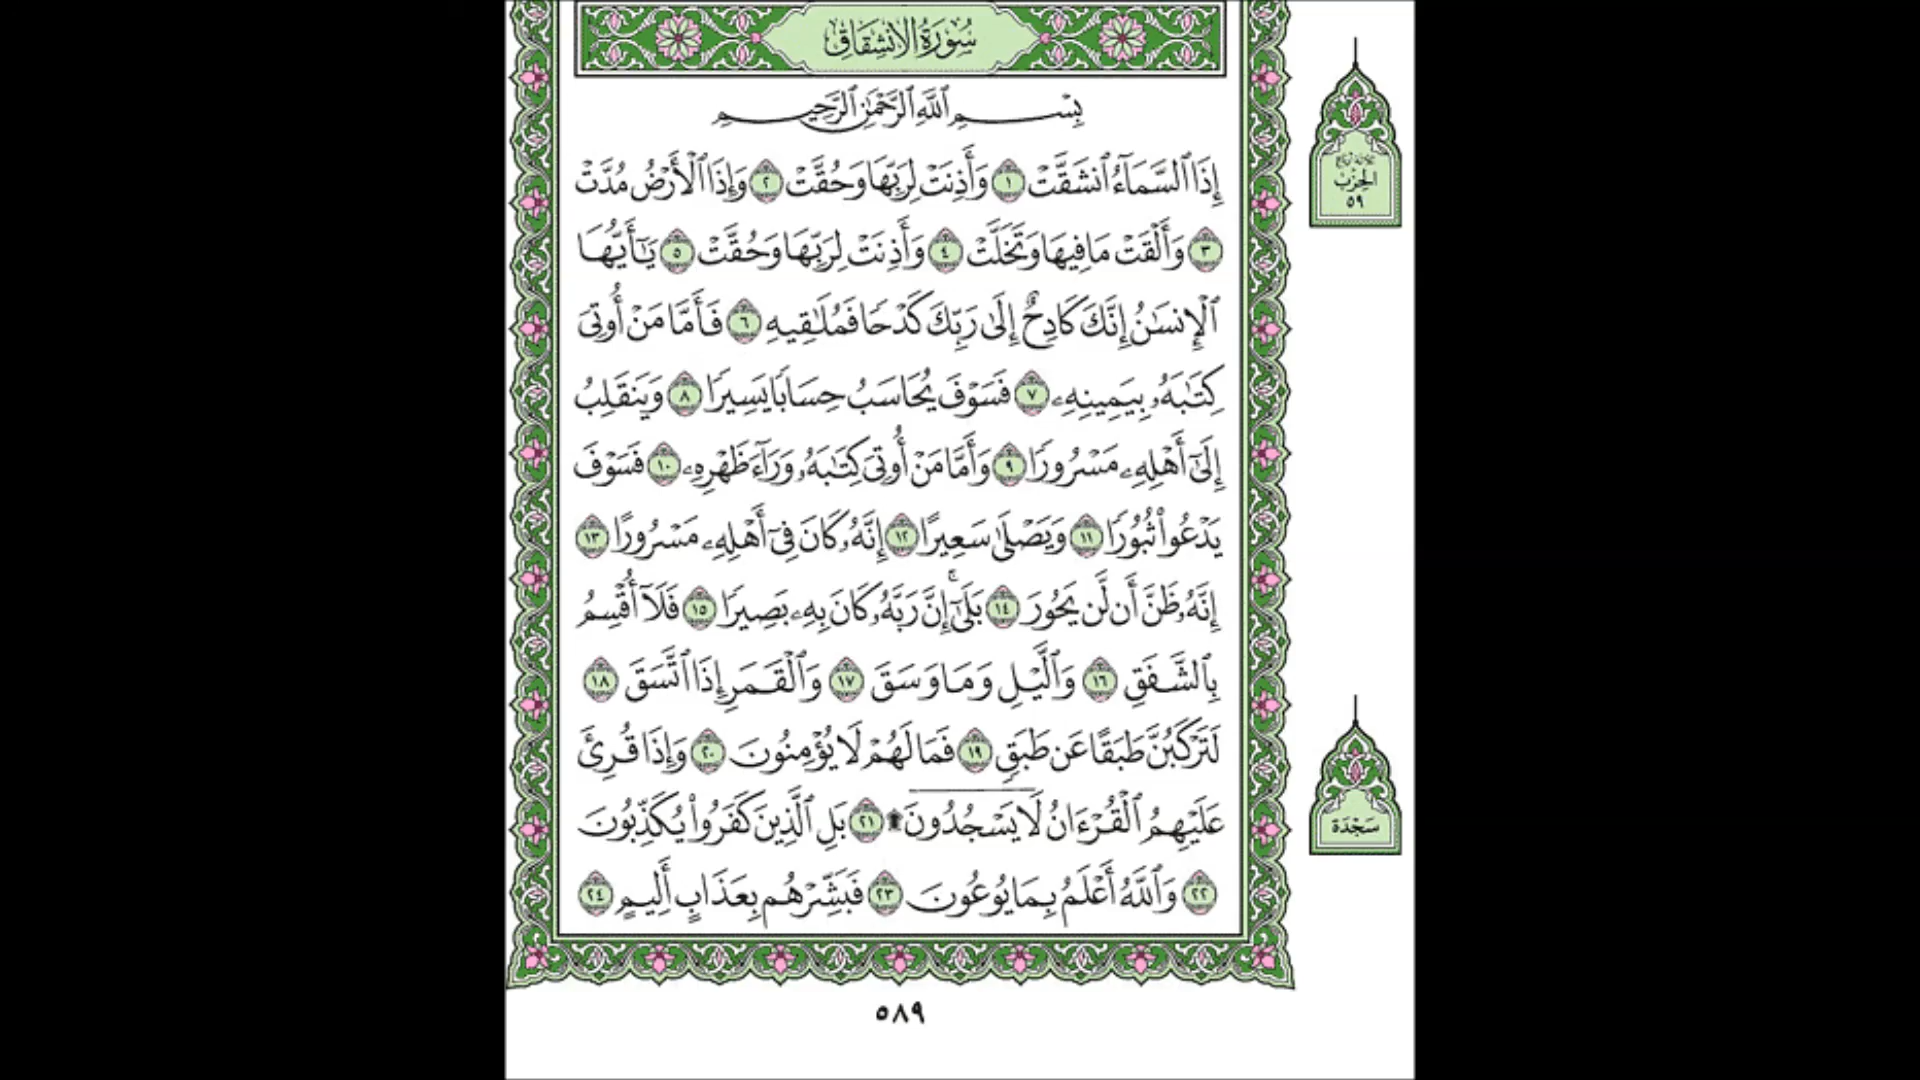 سُورَةُ الانشِقَاقِ
بِسْمِ ٱللَّهِ ٱلرَّحْمَٰنِ ٱلرَّحِيمِ
إِذَا ٱلسَّمَآءُ ٱنشَقَّتْ ١ وَأَذِنَتْ لِرَبِّهَا وَحُقَّتْ ٢ وَإِذَا ٱلْأَرْضُ مُدَّتْ
٣ وَأَلْقَتْ مَا فِيهَا وَتَخَلَّتْ ٤ وَأَذِنَتْ لِرَبِّهَا وَحُقَّتْ ٥ يَٰٓأَيُّهَا
ٱلْإِنسَٰنُ إِنَّكَ كَادِحٌ إِلَىٰ رَبِّكَ كَدْحًا فَمُلَٰقِيهِ ٦ فَأَمَّا مَنْ أُوتِىَ
كِتَٰبَهُۥ بِيَمِينِهِۦ ٧ فَسَوْفَ يُحَاسَبُ حِسَابًا يَسِيرًا ٨ وَيَنقَلِبُ
إِلَىٰٓ أَهْلِهِۦ مَسْرُورًا ٩ وَأَمَّا مَنْ أُوتِىَ كِتَٰبَهُۥ وَرَآءَ ظَهْرِهِۦ ١٠ فَسَوْفَ
يَدْعُوا۟ ثُبُورًا ١١ وَيَصْلَىٰ سَعِيرًا ١٢ إِنَّهُۥ كَانَ فِىٓ أَهْلِهِۦ مَسْرُورًا ١٣
إِنَّهُۥ ظَنَّ أَن لَّن يَحُورَ ١٤ بَلَىٰٓۚ إِنَّ رَبَّهُۥ كَانَ بِهِۦ بَصِيرًا ١٥ فَلَآ أُقْسِمُ
بِٱلشَّفَقِ ١٦ وَٱلَّيْلِ وَمَا وَسَقَ ١٧ وَٱلْقَمَرِ إِذَا ٱتَّسَقَ ١٨
لَتَرْكَبُنَّ طَبَقًا عَن طَبَقٍ ١٩ فَمَا لَهُمْ لَا يُؤْمِنُونَ ٢٠ وَإِذَا قُرِئَ
عَلَيْهِمُ ٱلْقُرْءَانُ لَا يَسْجُدُونَ ۩ ٢١ بَلِ ٱلَّذِينَ كَفَرُوا۟ يُكَذِّبُونَ
٢٢ وَٱللَّهُ أَعْلَمُ بِمَا يُوعُونَ ٢٣ فَبَشِّرْهُم بِعَذَابٍ أَلِيمٍ ٢٤
ثلاثة أرباع
الحِزْب
٥٩
سَجْدَة
٥٨٩